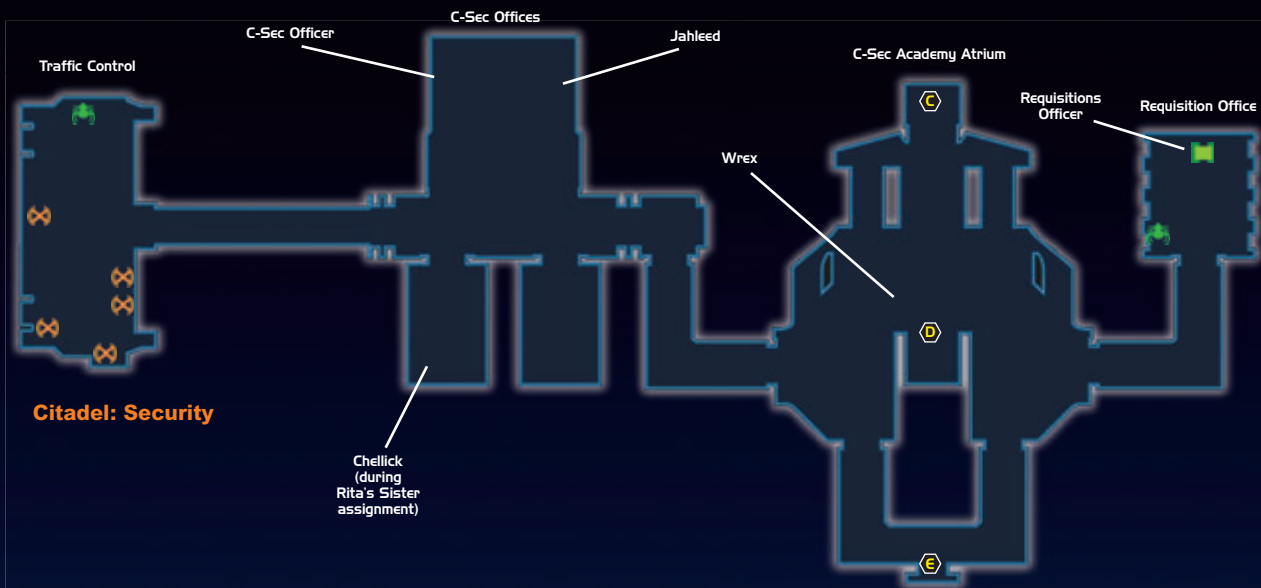 C-Sec Offices
C-Sec Officer
Jahleed
Traffic Control
C-Sec Academy Atrium
C
Requisitions
Officer
Requisition Office
Wrex
D
Citadel: Security
Chellick
(during
Rita's Sister
assignment)
E